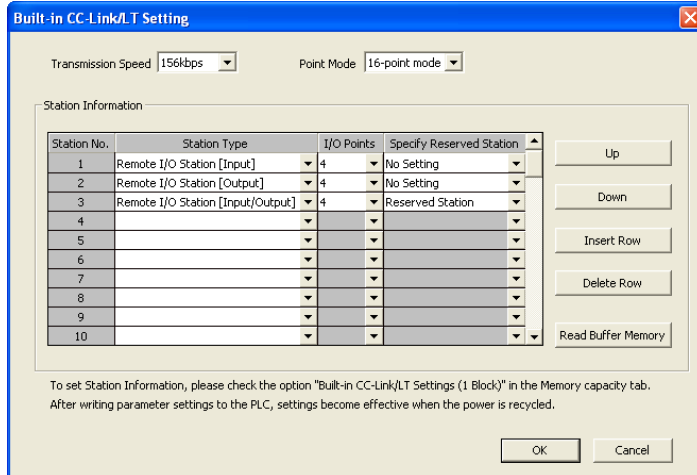 Built-in CC-Link/LT Setting
Transmission Speed 156kbps Point Mode 16-point mode
Station Information
Station No. Station Type I/O Points Specify Reserved Station
1 Remote I/O Station [Input] 4 No Setting
2 Remote I/O Station [Output] 4 No Setting
3 Remote I/O Station [Input/Output] 4 Reserved Station
4
5
6
7
8
9
10
Up
Down
Insert Row
Delete Row
Read Buffer Memory
To set Station Information, please check the option "Built-in CC-Link/LT Settings (1 Block)" in the Memory capacity tab.
After writing parameter settings to the PLC, settings become effective when the power is recycled.
OK Cancel